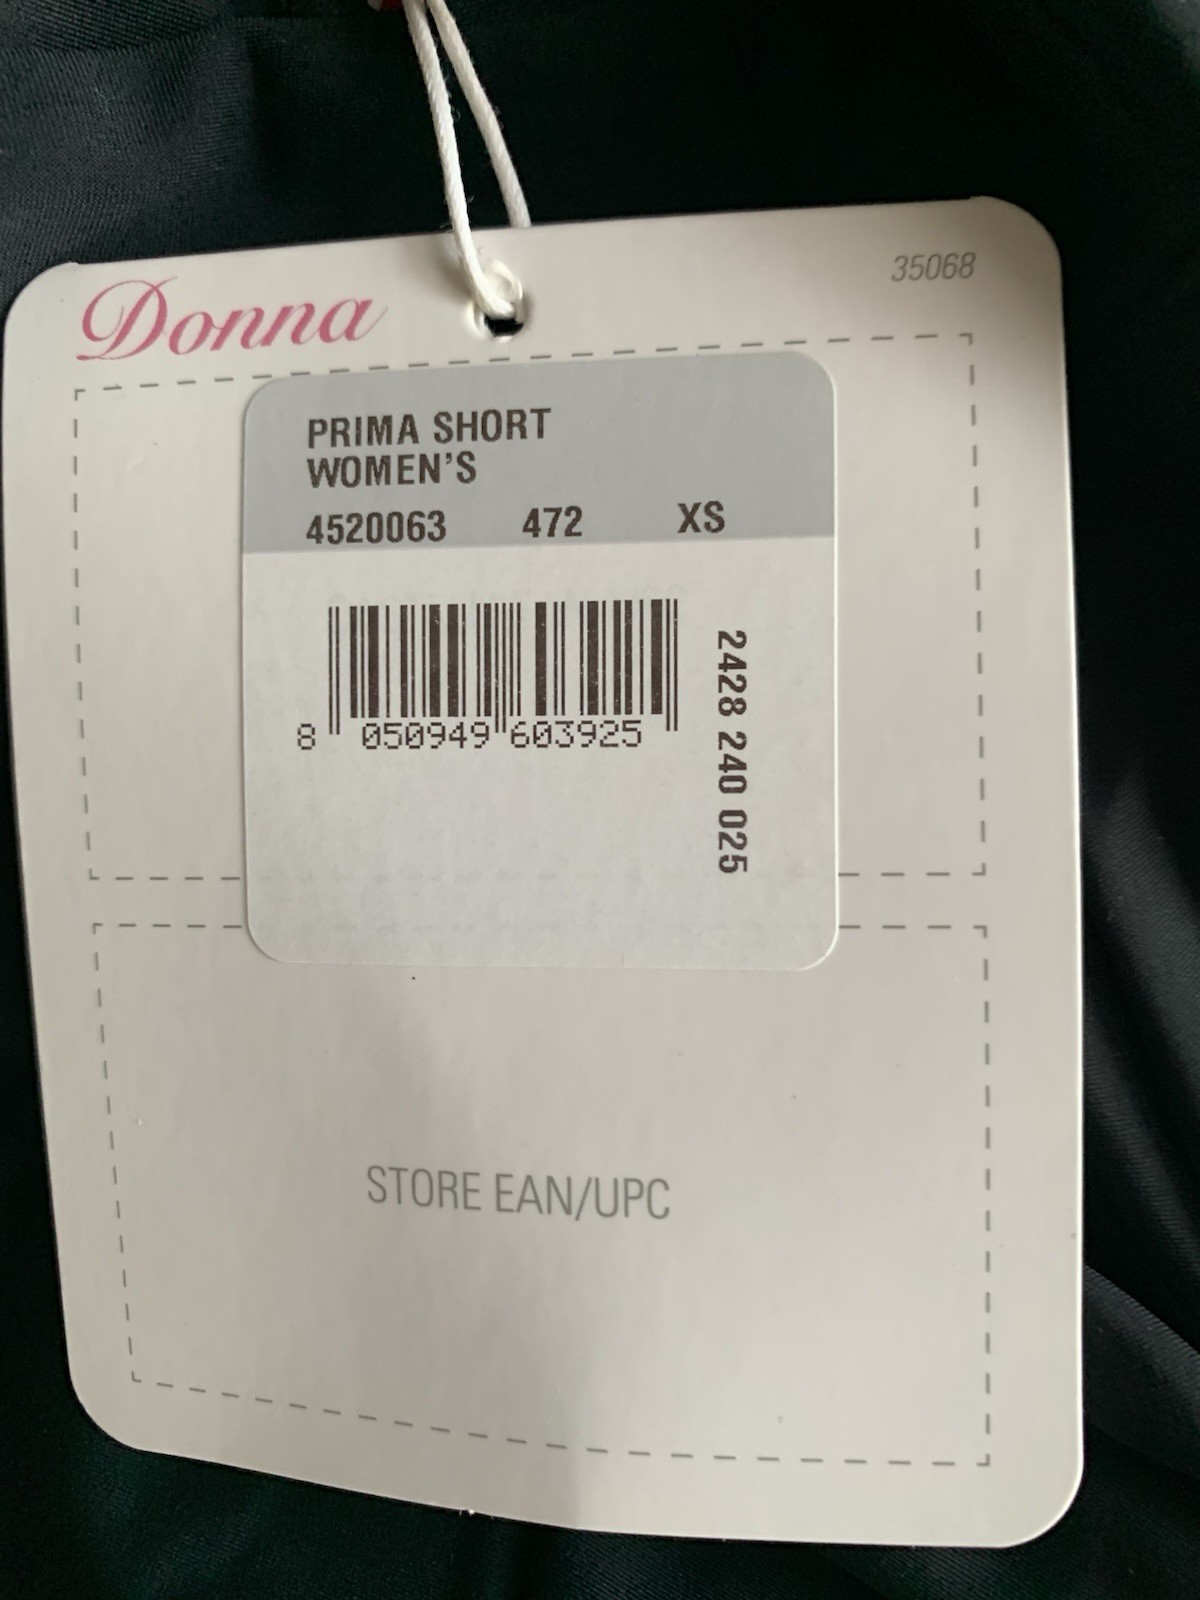 Donna
35068
PRIMA SHORT
WOMEN'S
4520063 472 XS
8 050949 603925
2428 240 025
STORE EAN/UPC